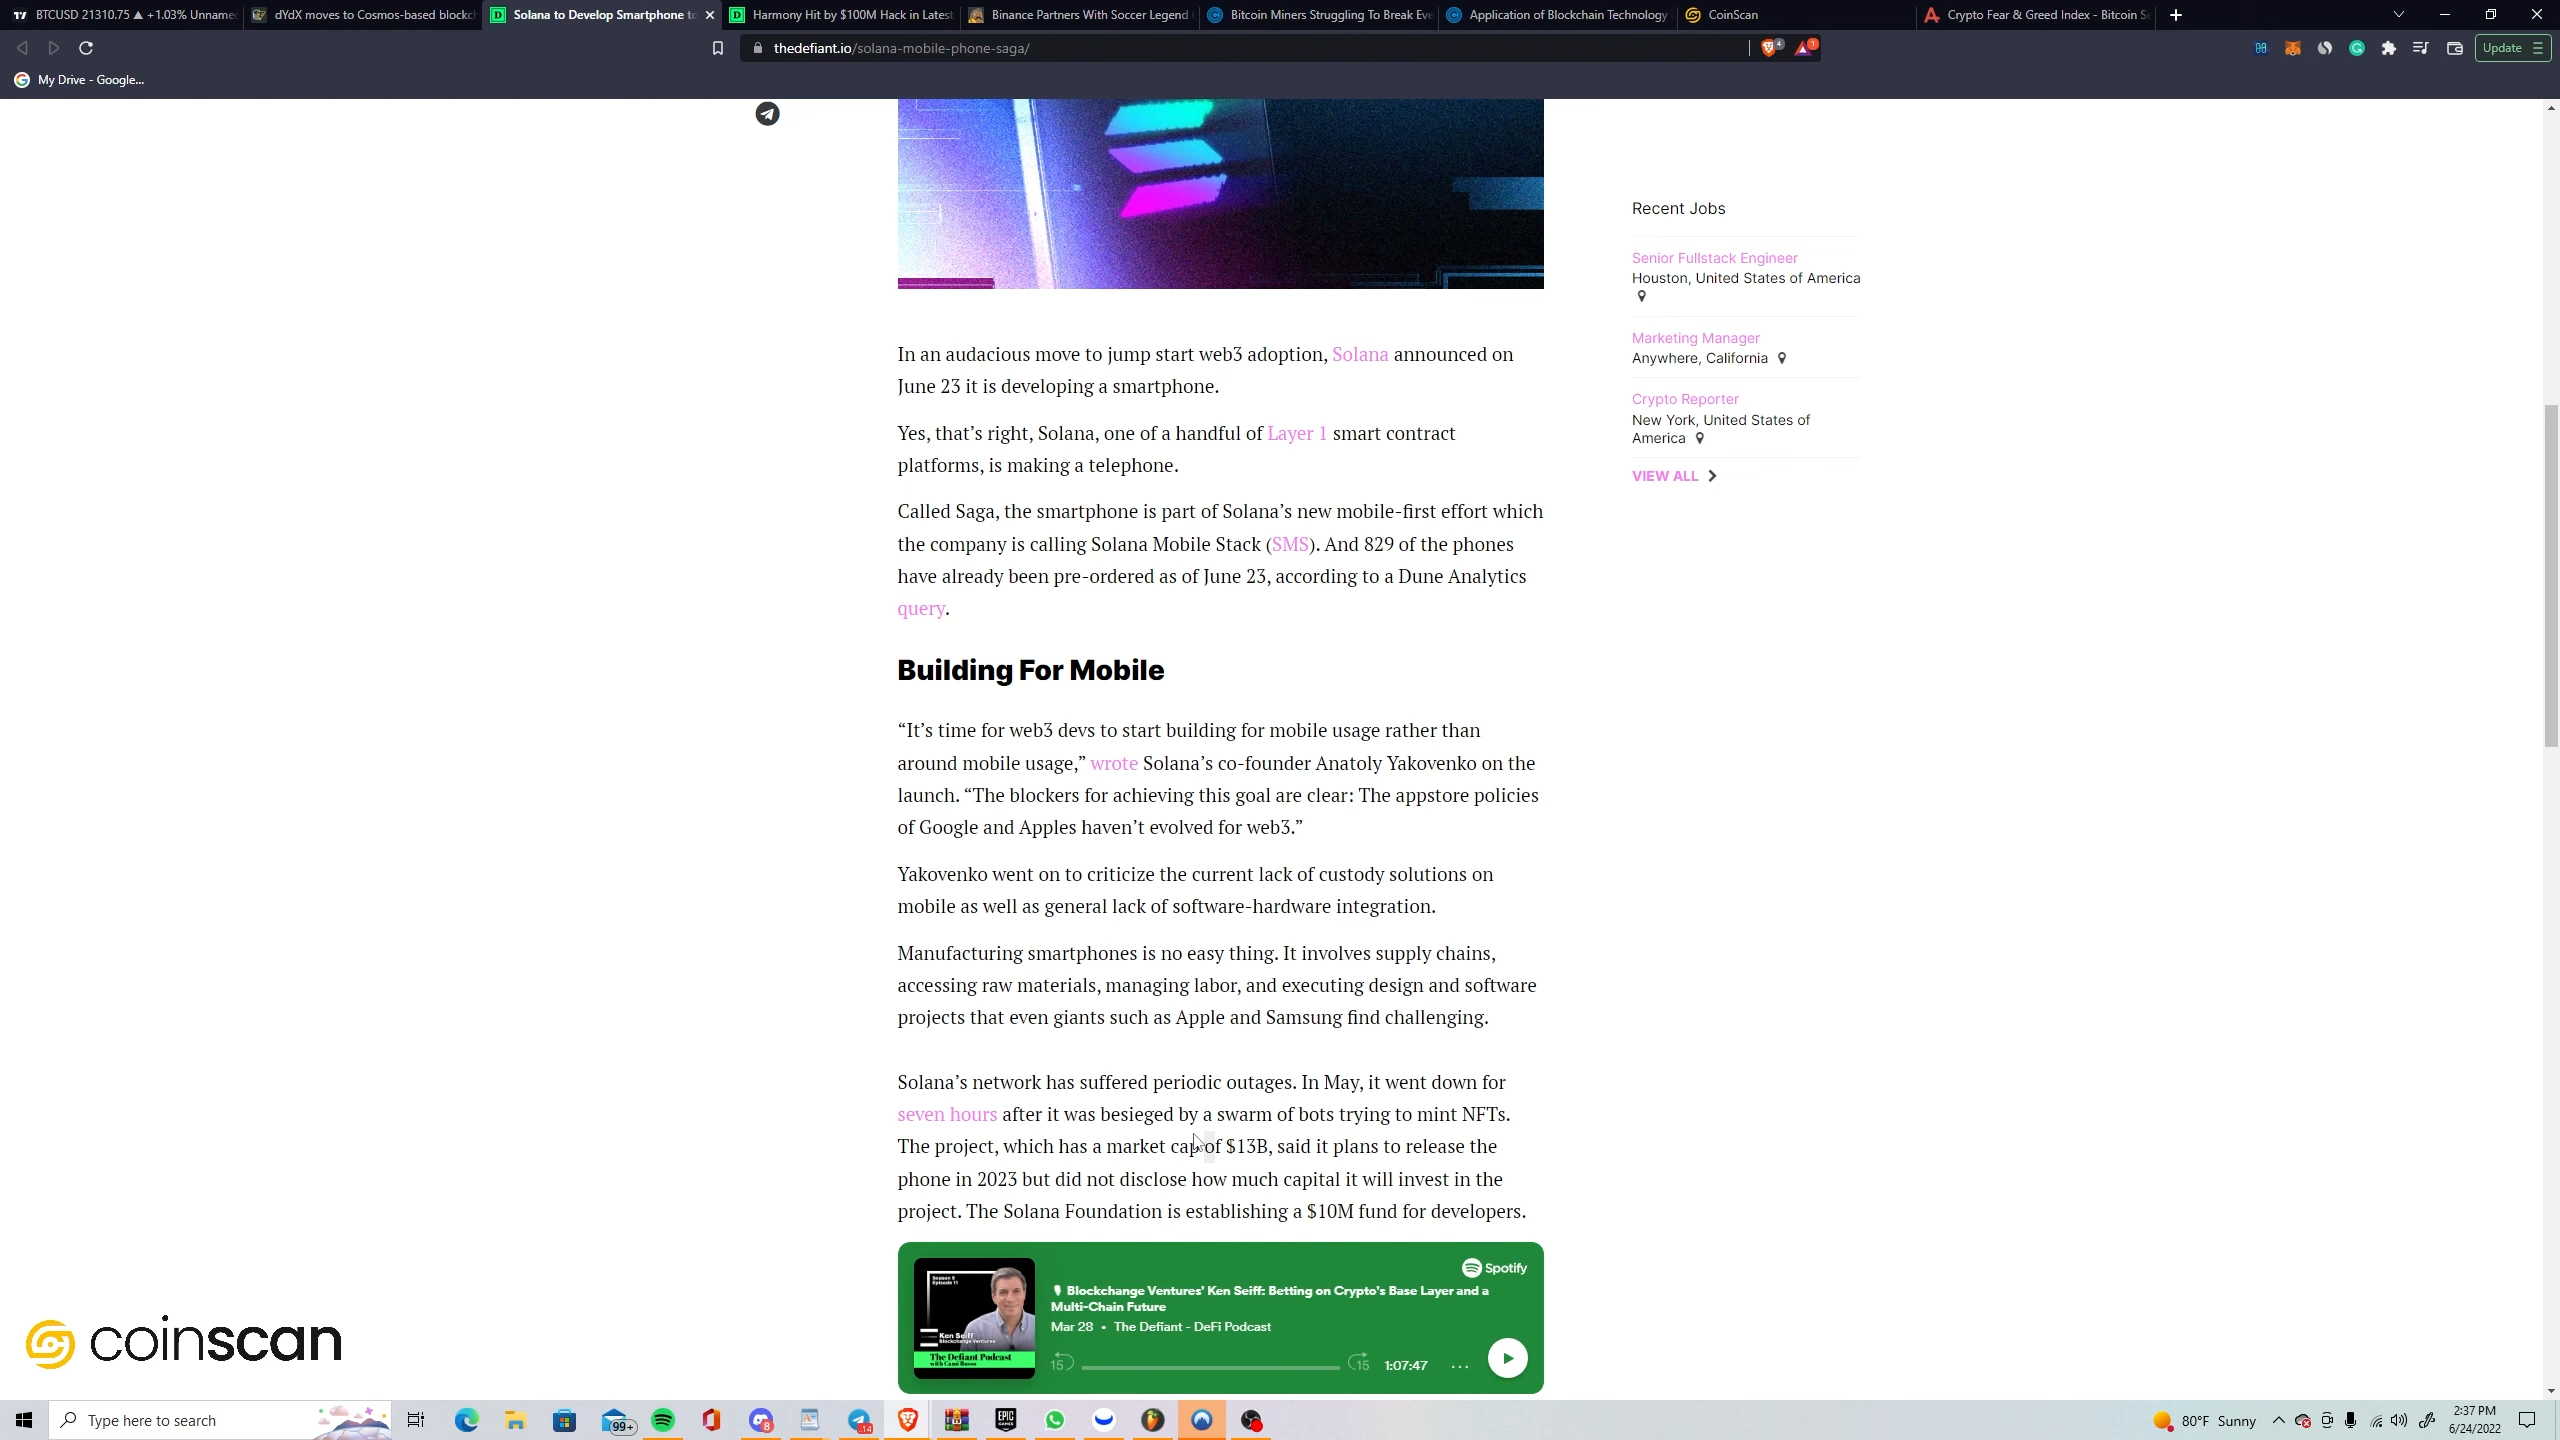 BTCUSD 21310.75 ▲ +1.03% Unname
dYdX moves to Cosmos-based blockc
Solana to Develop Smartphone to
Harmony Hit by $100M Hack in Latest
Binance Partners With Soccer Legend
Bitcoin Miners Struggling To Break Eve
Application of Blockchain Technology
CoinScan
Crypto Fear & Greed Index - Bitcoin Se
thedefiant.io/solana-mobile-phone-saga/
4
1
Update
My Drive - Google...
Recent Jobs
Senior Fullstack Engineer
Houston, United States of America
Marketing Manager
Anywhere, California
Crypto Reporter
New York, United States of
America
VIEW ALL
In an audacious move to jump start web3 adoption, Solana announced on
June 23 it is developing a smartphone.
Yes, that’s right, Solana, one of a handful of Layer 1 smart contract
platforms, is making a telephone.
Called Saga, the smartphone is part of Solana’s new mobile-first effort which
the company is calling Solana Mobile Stack (SMS). And 829 of the phones
have already been pre-ordered as of June 23, according to a Dune Analytics
query.
Building For Mobile
“It’s time for web3 devs to start building for mobile usage rather than
around mobile usage,” wrote Solana’s co-founder Anatoly Yakovenko on the
launch. “The blockers for achieving this goal are clear: The appstore policies
of Google and Apples haven’t evolved for web3.”
Yakovenko went on to criticize the current lack of custody solutions on
mobile as well as general lack of software-hardware integration.
Manufacturing smartphones is no easy thing. It involves supply chains,
accessing raw materials, managing labor, and executing design and software
projects that even giants such as Apple and Samsung find challenging.
Solana’s network has suffered periodic outages. In May, it went down for
seven hours after it was besieged by a swarm of bots trying to mint NFTs.
The project, which has a market cap of $13B, said it plans to release the
phone in 2023 but did not disclose how much capital it will invest in the
project. The Solana Foundation is establishing a $10M fund for developers.
Season 9
Episode 11
Ken Seiff
Blockchange Ventures
The Defiant Podcast
with Cami Russo
Spotify
Blockchange Ventures' Ken Seiff: Betting on Crypto's Base Layer and a
Multi-Chain Future
Mar 28 • The Defiant - DeFi Podcast
15
15
1:07:47
coinscan
Type here to search
99+
8
14
EPIC
GAMES
80°F Sunny
2:37 PM
6/24/2022